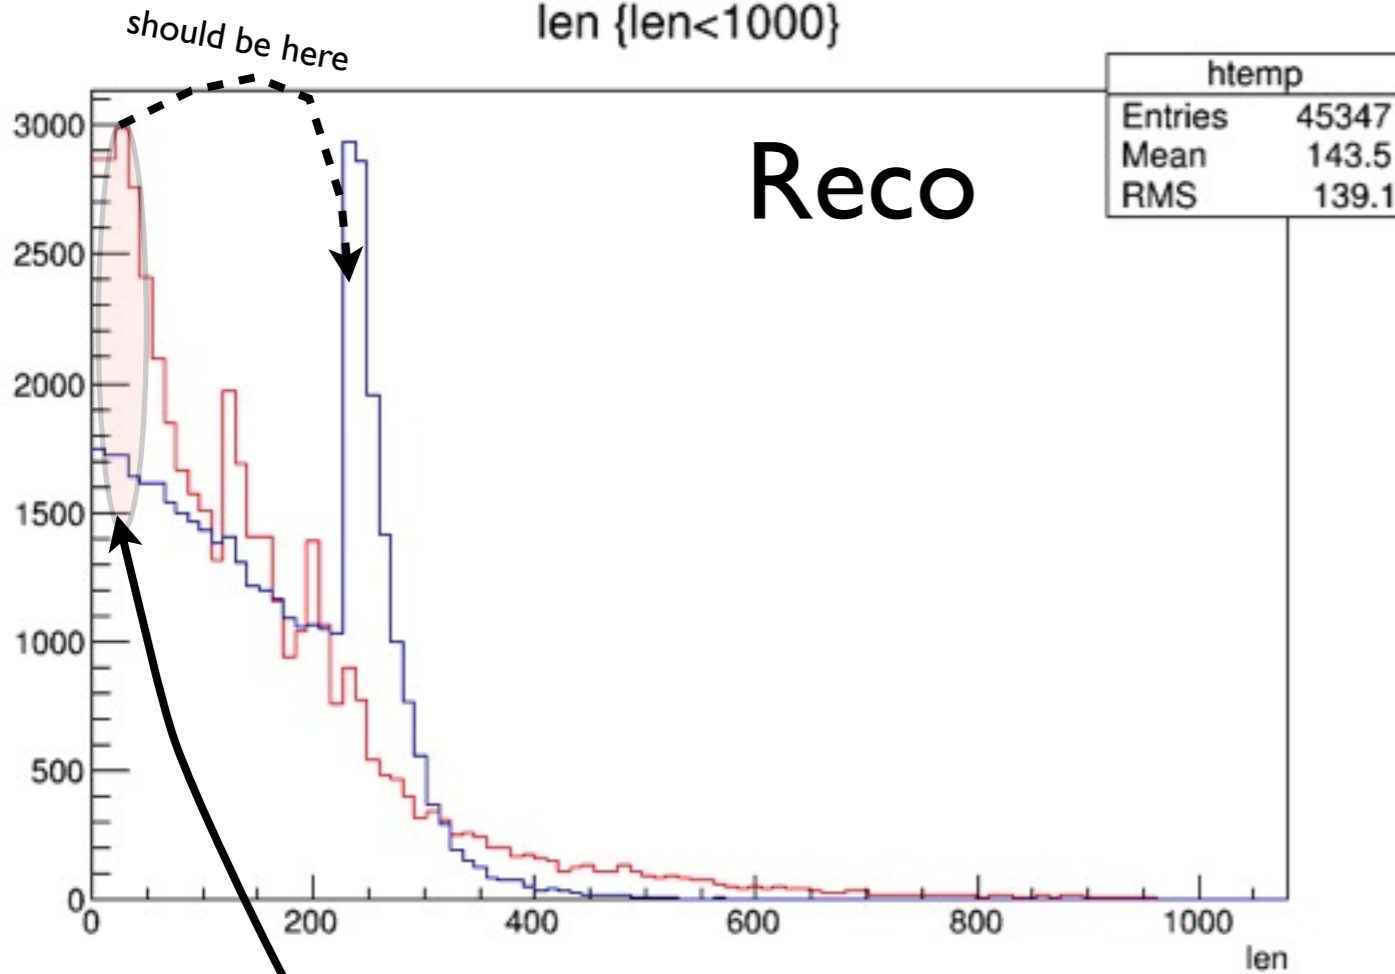 should be here
len {len<1000}
htemp
Entries 45347
Mean 143.5
RMS 139.1
Reco
3000
2500
2000
1500
1000
500
0
0 200 400 600 800 1000
len